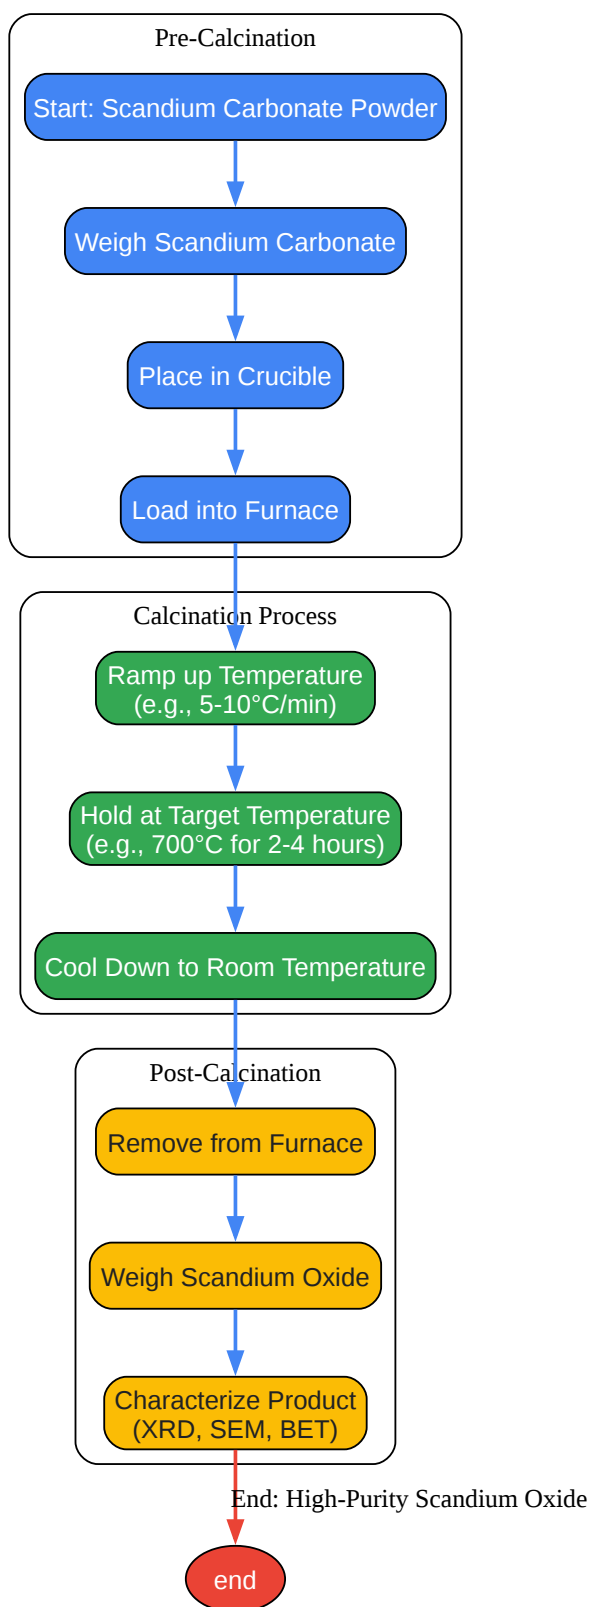 Pre-Calcination
Start: Scandium Carbonate Powder
Weigh Scandium Carbonate
Place in Crucible
Load into Furnace
Calcination Process
Ramp up Temperature
(e.g., 5-10°C/min)
Hold at Target Temperature
(e.g., 700°C for 2-4 hours)
Cool Down to Room Temperature
Post-Calcination
Remove from Furnace
Weigh Scandium Oxide
Characterize Product
(XRD, SEM, BET)
End: High-Purity Scandium Oxide
end